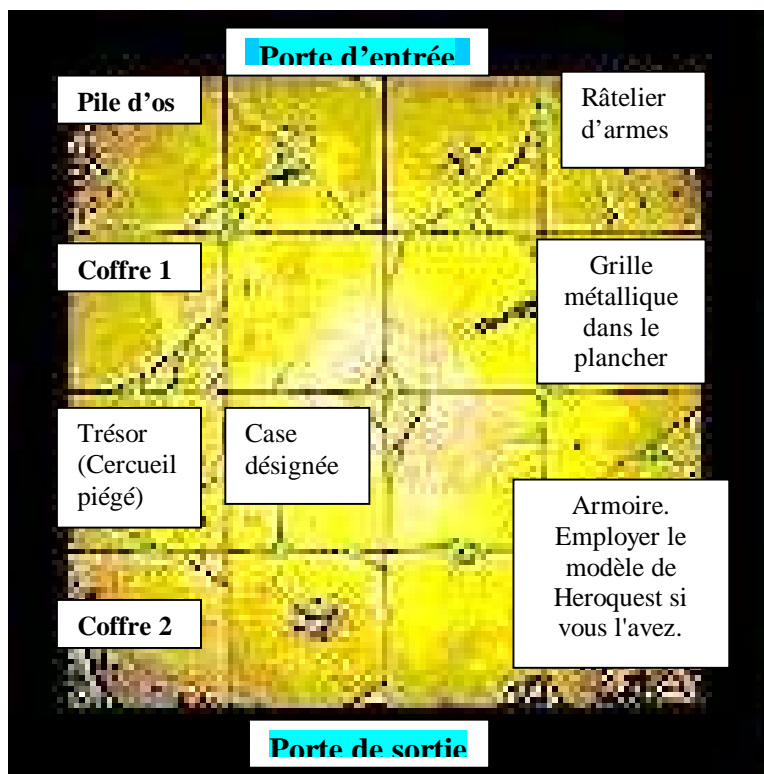 Porte d’entrée
Pile d’os
Râtelier
d’armes
Coffre 1
Grille
métallique
dans le
plancher
Trésor
(Cercueil
piégé)
Case
désignée
Armoire.
Employer le
modèle de
Heroquest si
vous l'avez.
Coffre 2
Porte de sortie